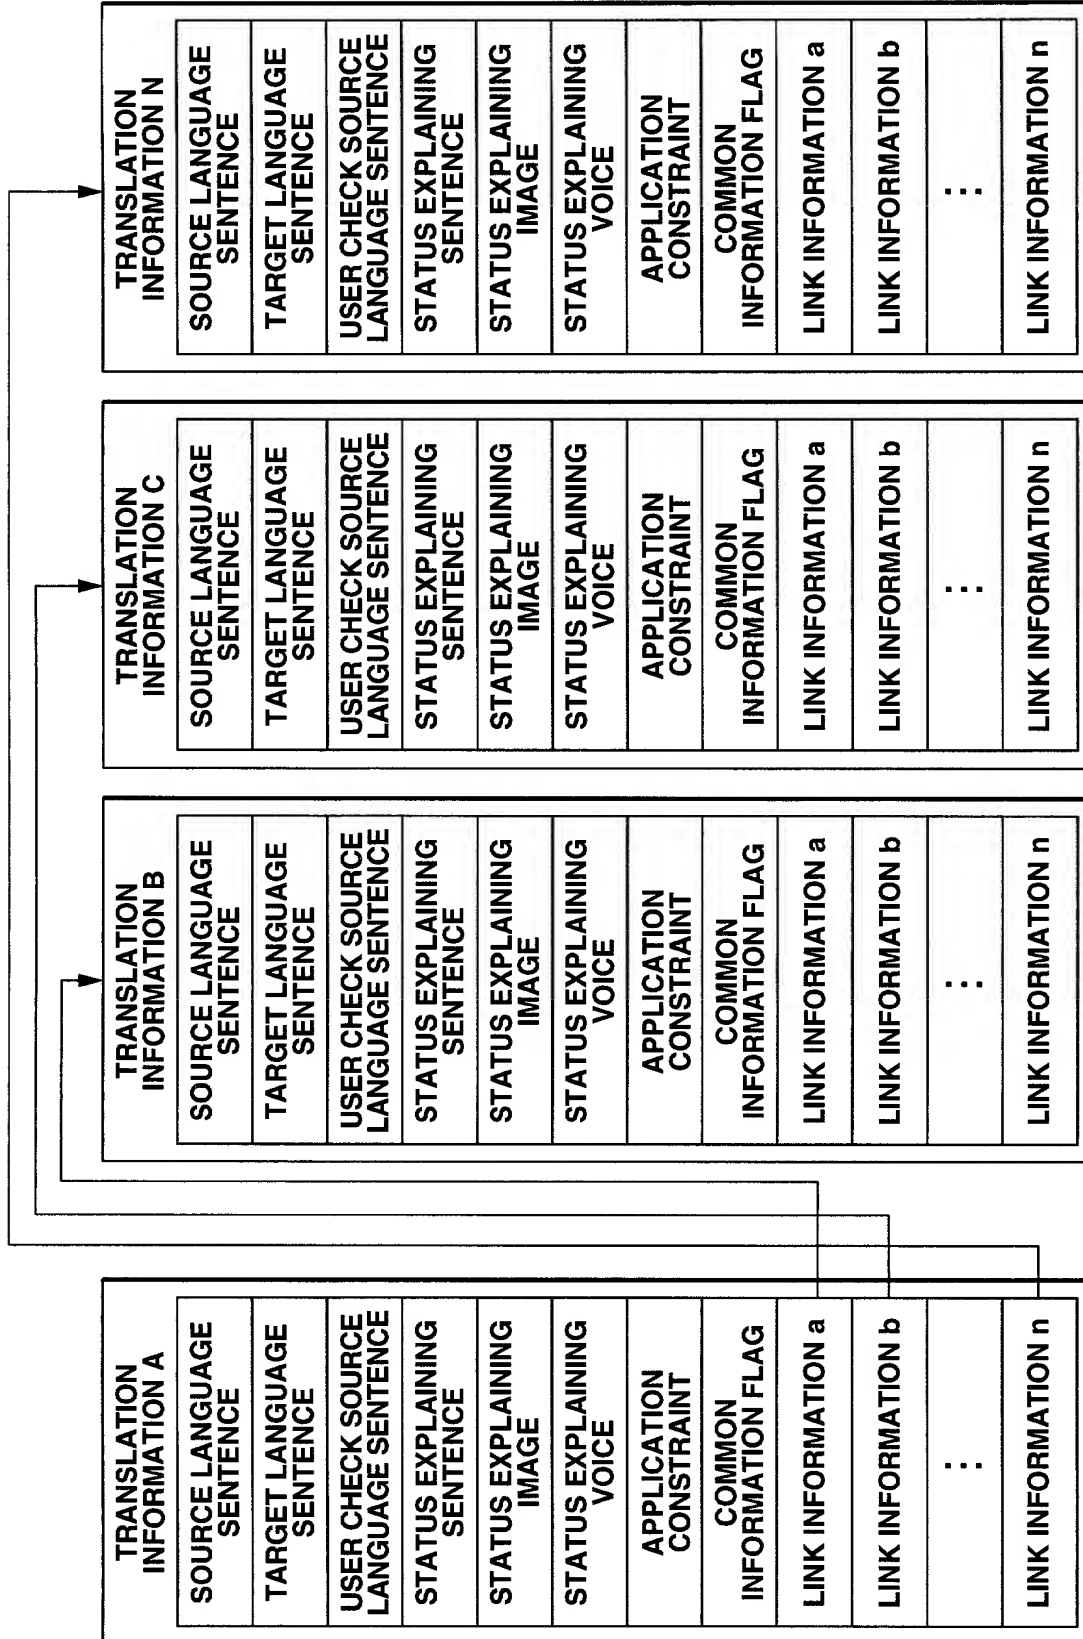 TRANSLATION
INFORMATION A
SOURCE LANGUAGE
SENTENCE
TARGET LANGUAGE
SENTENCE
USER CHECK SOURCE
LANGUAGE SENTENCE
STATUS EXPLAINING
SENTENCE
STATUS EXPLAINING
IMAGE
STATUS EXPLAINING
VOICE
APPLICATION
CONSTRAINT
COMMON
INFORMATION FLAG
LINK INFORMATION a
LINK INFORMATION b
...
LINK INFORMATION n
TRANSLATION
INFORMATION B
SOURCE LANGUAGE
SENTENCE
TARGET LANGUAGE
SENTENCE
USER CHECK SOURCE
LANGUAGE SENTENCE
STATUS EXPLAINING
SENTENCE
STATUS EXPLAINING
IMAGE
STATUS EXPLAINING
VOICE
APPLICATION
CONSTRAINT
COMMON
INFORMATION FLAG
LINK INFORMATION a
LINK INFORMATION b
...
LINK INFORMATION n
TRANSLATION
INFORMATION C
SOURCE LANGUAGE
SENTENCE
TARGET LANGUAGE
SENTENCE
USER CHECK SOURCE
LANGUAGE SENTENCE
STATUS EXPLAINING
SENTENCE
STATUS EXPLAINING
IMAGE
STATUS EXPLAINING
VOICE
APPLICATION
CONSTRAINT
COMMON
INFORMATION FLAG
LINK INFORMATION a
LINK INFORMATION b
...
LINK INFORMATION n
TRANSLATION
INFORMATION N
SOURCE LANGUAGE
SENTENCE
TARGET LANGUAGE
SENTENCE
USER CHECK SOURCE
LANGUAGE SENTENCE
STATUS EXPLAINING
SENTENCE
STATUS EXPLAINING
IMAGE
STATUS EXPLAINING
VOICE
APPLICATION
CONSTRAINT
COMMON
INFORMATION FLAG
LINK INFORMATION a
LINK INFORMATION b
...
LINK INFORMATION n